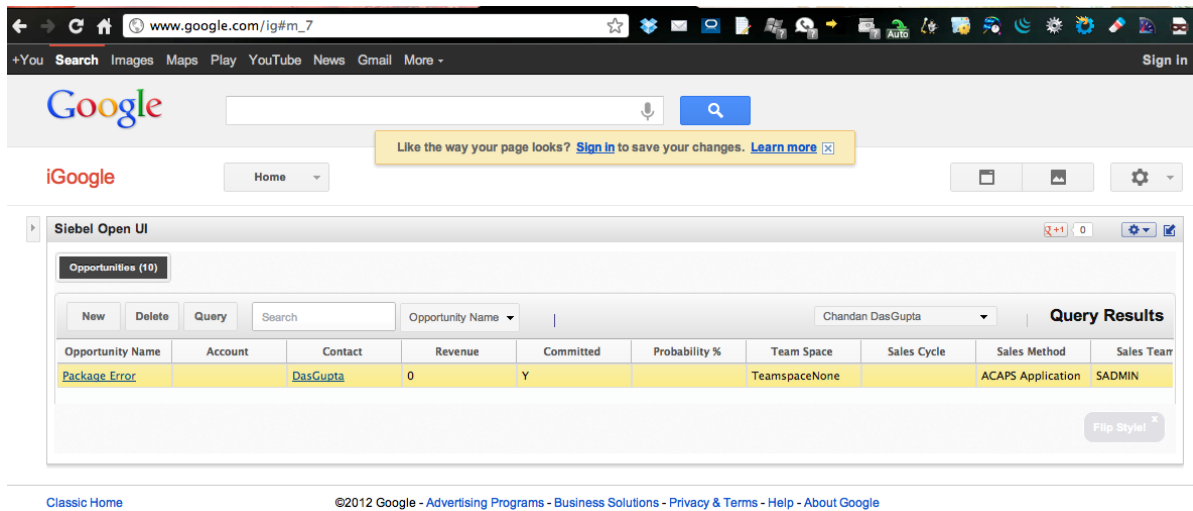 www.google.com/ig#m_7
+You Search Images Maps Play YouTube News Gmail More Sign in
Google
Like the way your page looks? Sign in to save your changes. Learn more
iGoogle Home
Siebel Open UI +1 0
Opportunities (10)
New Delete Query Search Opportunity Name Chandan DasGupta Query Results
Opportunity Name Account Contact Revenue Committed Probability % Team Space Sales Cycle Sales Method Sales Team
Package Error DasGupta 0 Y TeamspaceNone ACAPS Application SADMIN
Flip Style! x
Classic Home ©2012 Google - Advertising Programs - Business Solutions - Privacy & Terms - Help - About Google